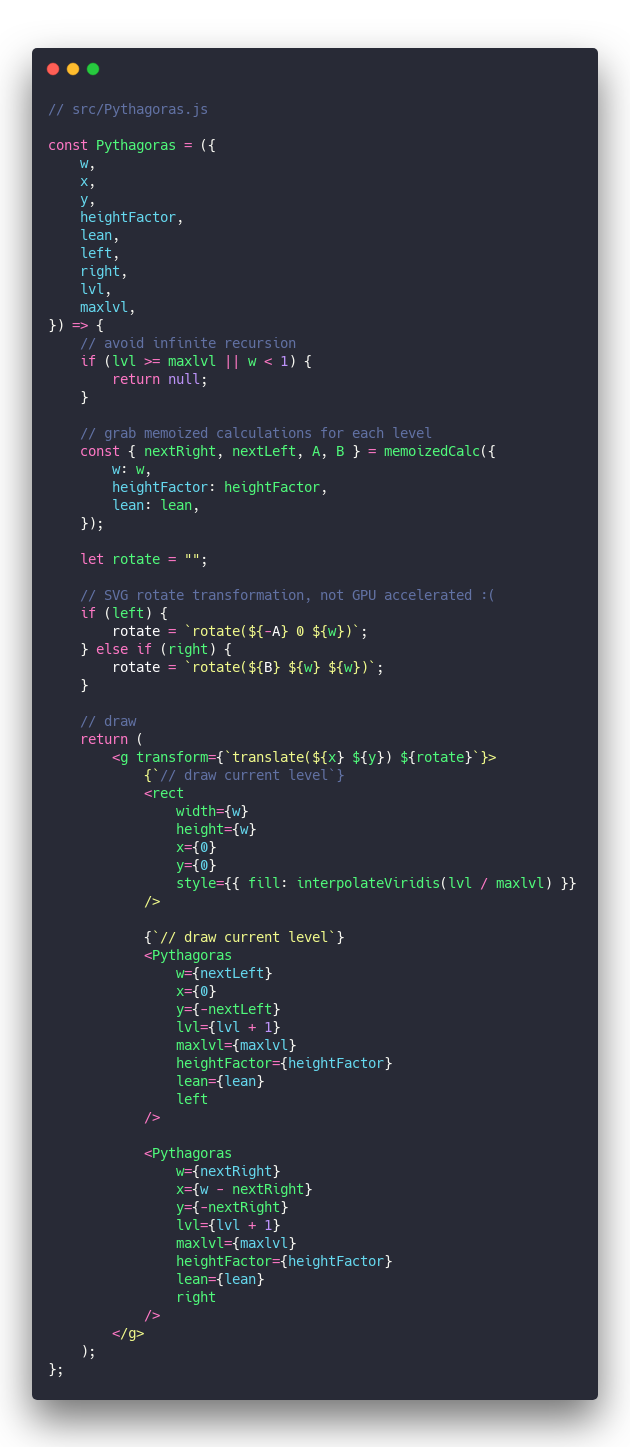 // src/Pythagoras.js

const Pythagoras = ({
    w,
    x,
    y,
    heightFactor,
    lean,
    left,
    right,
    lvl,
    maxlvl,
}) => {
    // avoid infinite recursion
    if (lvl >= maxlvl || w < 1) {
        return null;
    }

    // grab memoized calculations for each level
    const { nextRight, nextLeft, A, B } = memoizedCalc({
        w: w,
        heightFactor: heightFactor,
        lean: lean,
    });

    let rotate = "";

    // SVG rotate transformation, not GPU accelerated :(
    if (left) {
        rotate = `rotate(${-A} 0 ${w})`;
    } else if (right) {
        rotate = `rotate(${B} ${w} ${w})`;
    }

    // draw
    return (
        <g transform={`translate(${x} ${y}) ${rotate}`}>
            {`// draw current level`}
            <rect
                width={w}
                height={w}
                x={0}
                y={0}
                style={{ fill: interpolateViridis(lvl / maxlvl) }}
            />

            {`// draw current level`}
            <Pythagoras
                w={nextLeft}
                x={0}
                y={-nextLeft}
                lvl={lvl + 1}
                maxlvl={maxlvl}
                heightFactor={heightFactor}
                lean={lean}
                left
            />

            <Pythagoras
                w={nextRight}
                x={w - nextRight}
                y={-nextRight}
                lvl={lvl + 1}
                maxlvl={maxlvl}
                heightFactor={heightFactor}
                lean={lean}
                right
            />
        </g>
    );
};